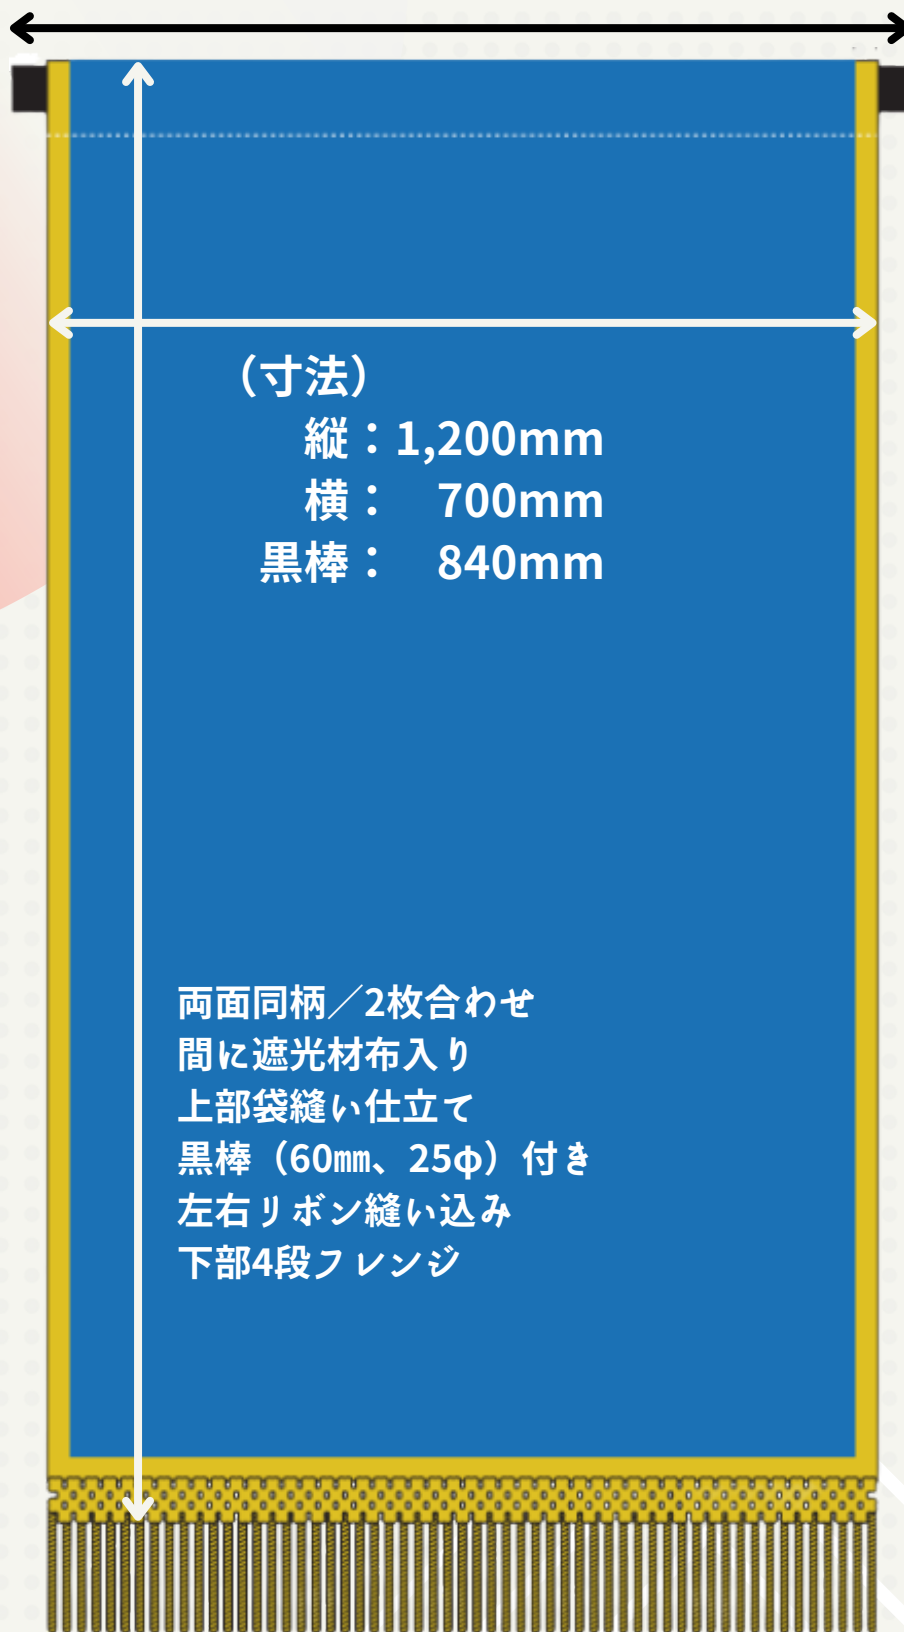 （寸法）
縦：1,200mm
横：　700mm
黒棒：　840mm
両面同柄／2枚合わせ
間に遮光材布入り
上部袋縫い仕立て
黒棒（60㎜、25φ）付き
左右リボン縫い込み
下部4段フレンジ